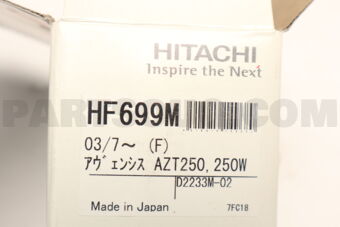 HITACHI
Inspire the Next
HF699M
03/7～ (F)
ｱｳﾞｪﾝｼｽ AZT250,250W
D2233M-02
Made in Japan 7FC18